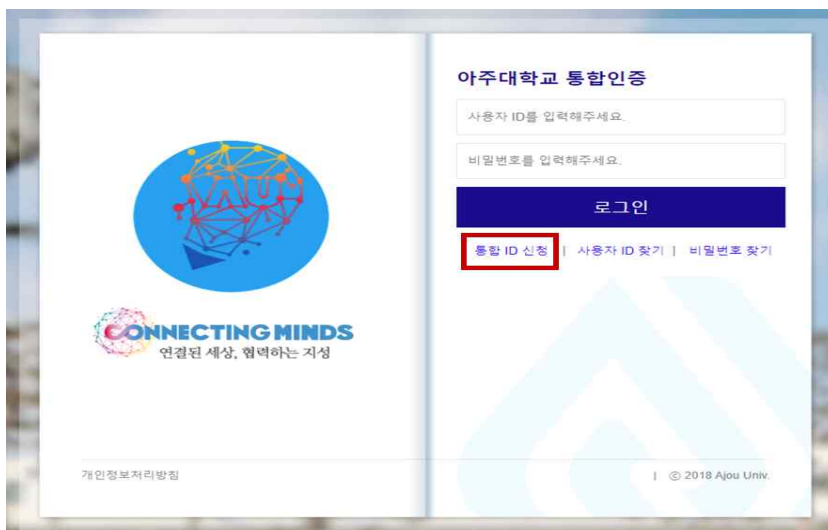 아주대학교 통합인증
사용자 ID를 입력해주세요.
비밀번호를 입력해주세요.
로그인
통합 ID 신청 | 사용자 ID 찾기 | 비밀번호 찾기
AJOU
CONNECTING MINDS
연결된 세상, 협력하는 지성
개인정보처리방침
| ⓒ 2018 Ajou Univ.